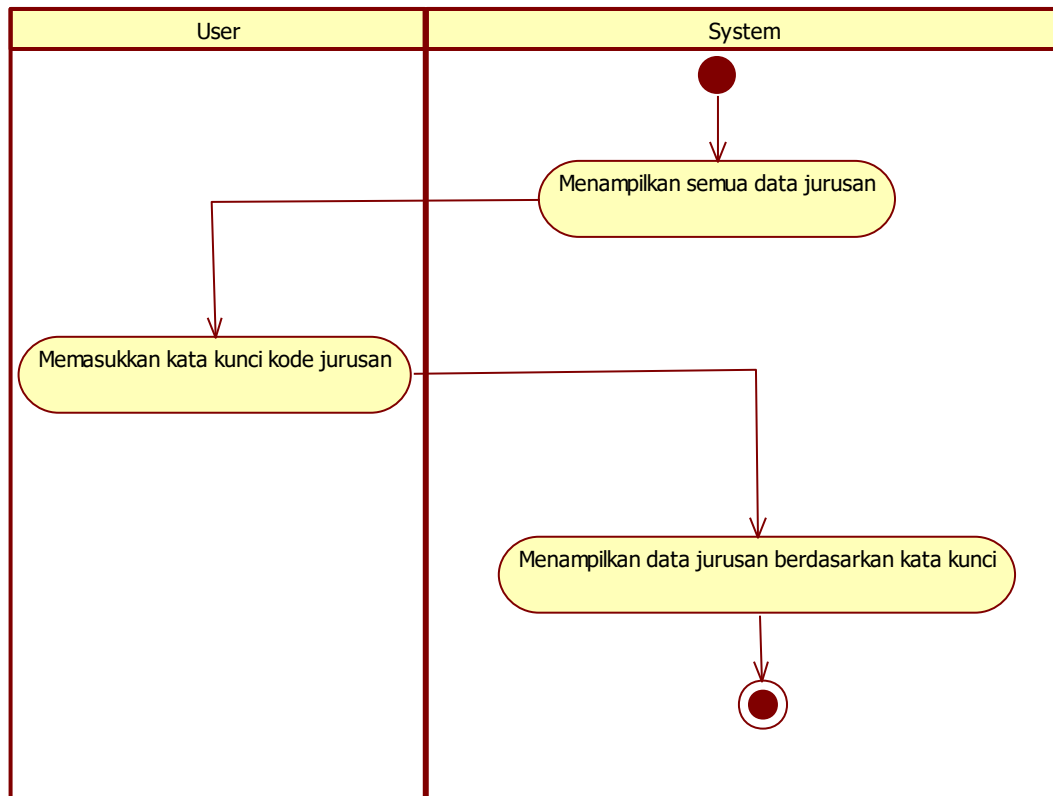 User
System
Menampilkan semua data jurusan
Memasukkan kata kunci kode jurusan
Menampilkan data jurusan berdasarkan kata kunci